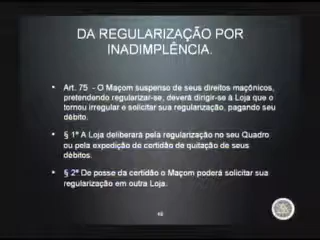 DA REGULARIZAÇÃO POR
INADIMPLÊNCIA.
• Art. 75 - O Maçom suspenso de seus direitos maçônicos,
pretendendo regularizar-se, deverá dirigir-se à Loja que o
tornou irregular e solicitar sua regularização, pagando seu
débito.
• § 1º A Loja deliberará pela regularização no seu Quadro
ou pela expedição de certidão de quitação de seus
débitos.
• § 2º De posse da certidão o Maçom poderá solicitar sua
regularização em outra Loja.